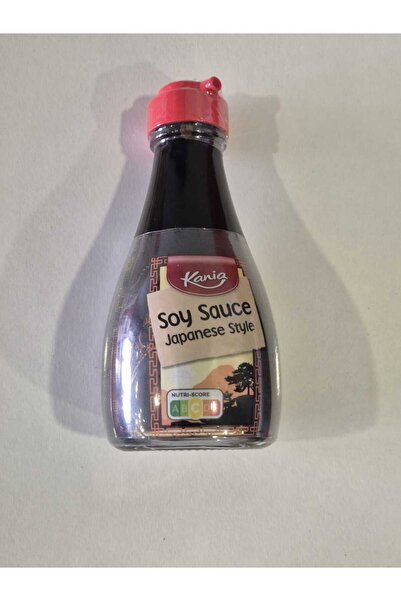 Kania
Soy Sauce
Japanese Style
NUTRI-SCORE
A B C D E